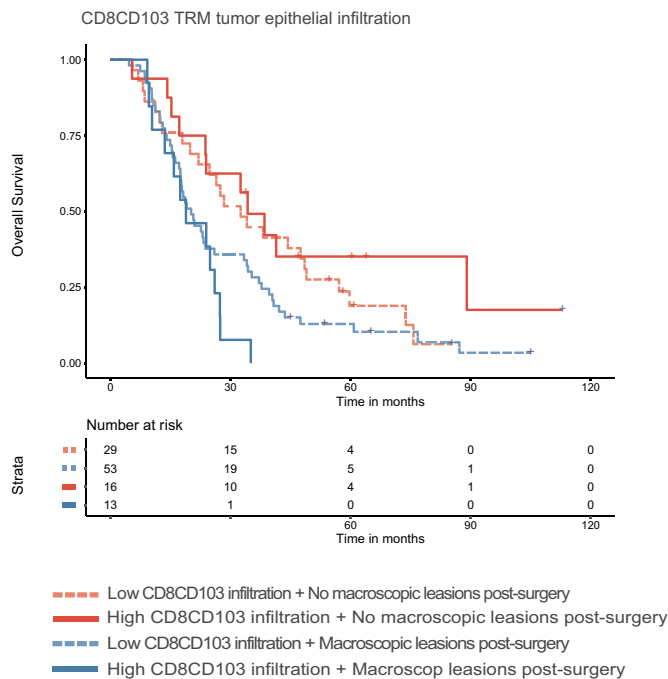 CD8CD103 TRM tumor epithelial infiltration
Overall Survival
1.00
0.75
0.50
0.25
0.00
0 30 60 90 120
Time in months
Number at risk
Strata
29 15 4 0 0
53 19 5 1 0
16 10 4 1 0
13 1 0 0 0
60 90 120
Time in months
Low CD8CD103 infiltration + No macroscopic leasions post-surgery
High CD8CD103 infiltration + No macroscopic leasions post-surgery
Low CD8CD103 infiltration + Macroscopic leasions post-surgery
High CD8CD103 infiltration + Macroscop leasions post-surgery